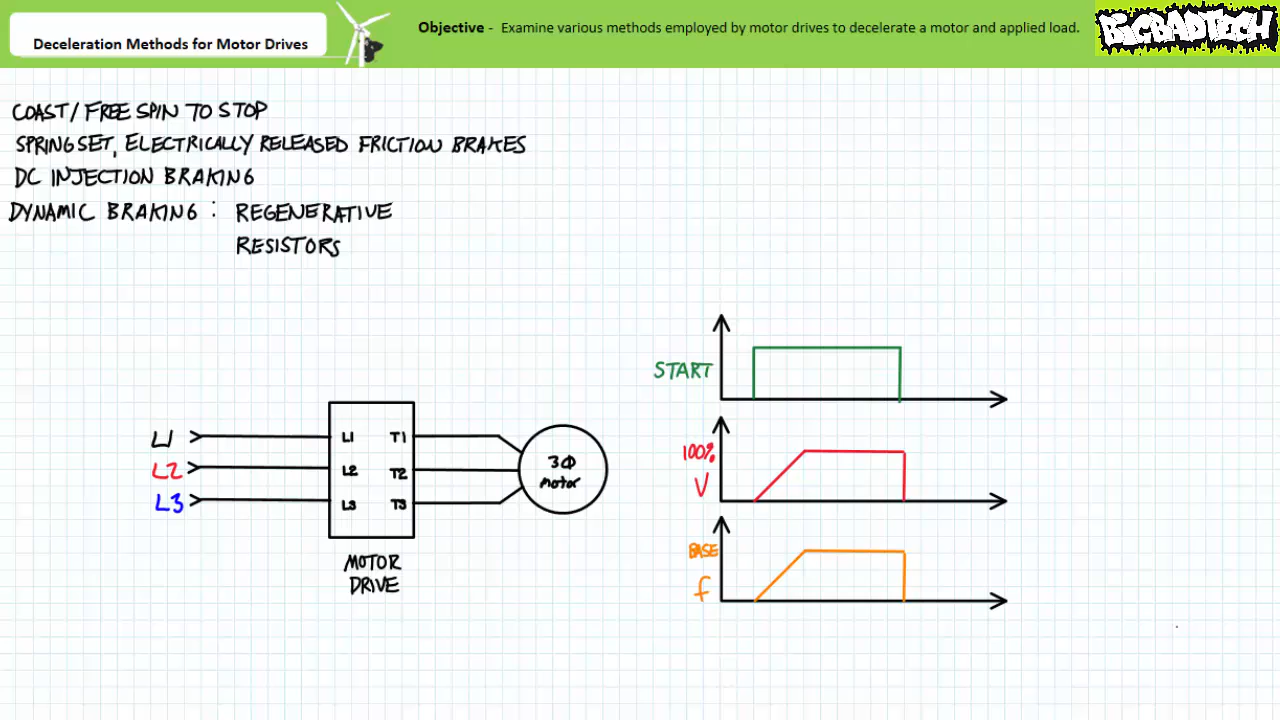 Deceleration Methods for Motor Drives
Objective - Examine various methods employed by motor drives to decelerate a motor and applied load.
BIGBADTECH
COAST/FREE SPIN TO STOP
SPRING SET, ELECTRICALLY RELEASED FRICTION BRAKES
DC INJECTION BRAKING
DYNAMIC BRAKING : REGENERATIVE
RESISTORS
L1
L2
L3
L1 T1
L2 T2
L3 T3
3Φ
motor
MOTOR
DRIVE
START
100%
V
BASE
f